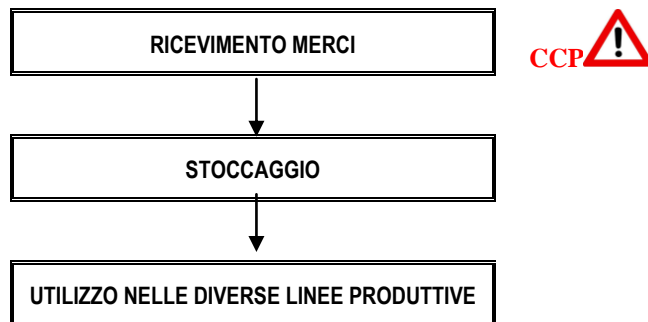 RICEVIMENTO MERCI
CCP
STOCCAGGIO
UTILIZZO NELLE DIVERSE LINEE PRODUTTIVE